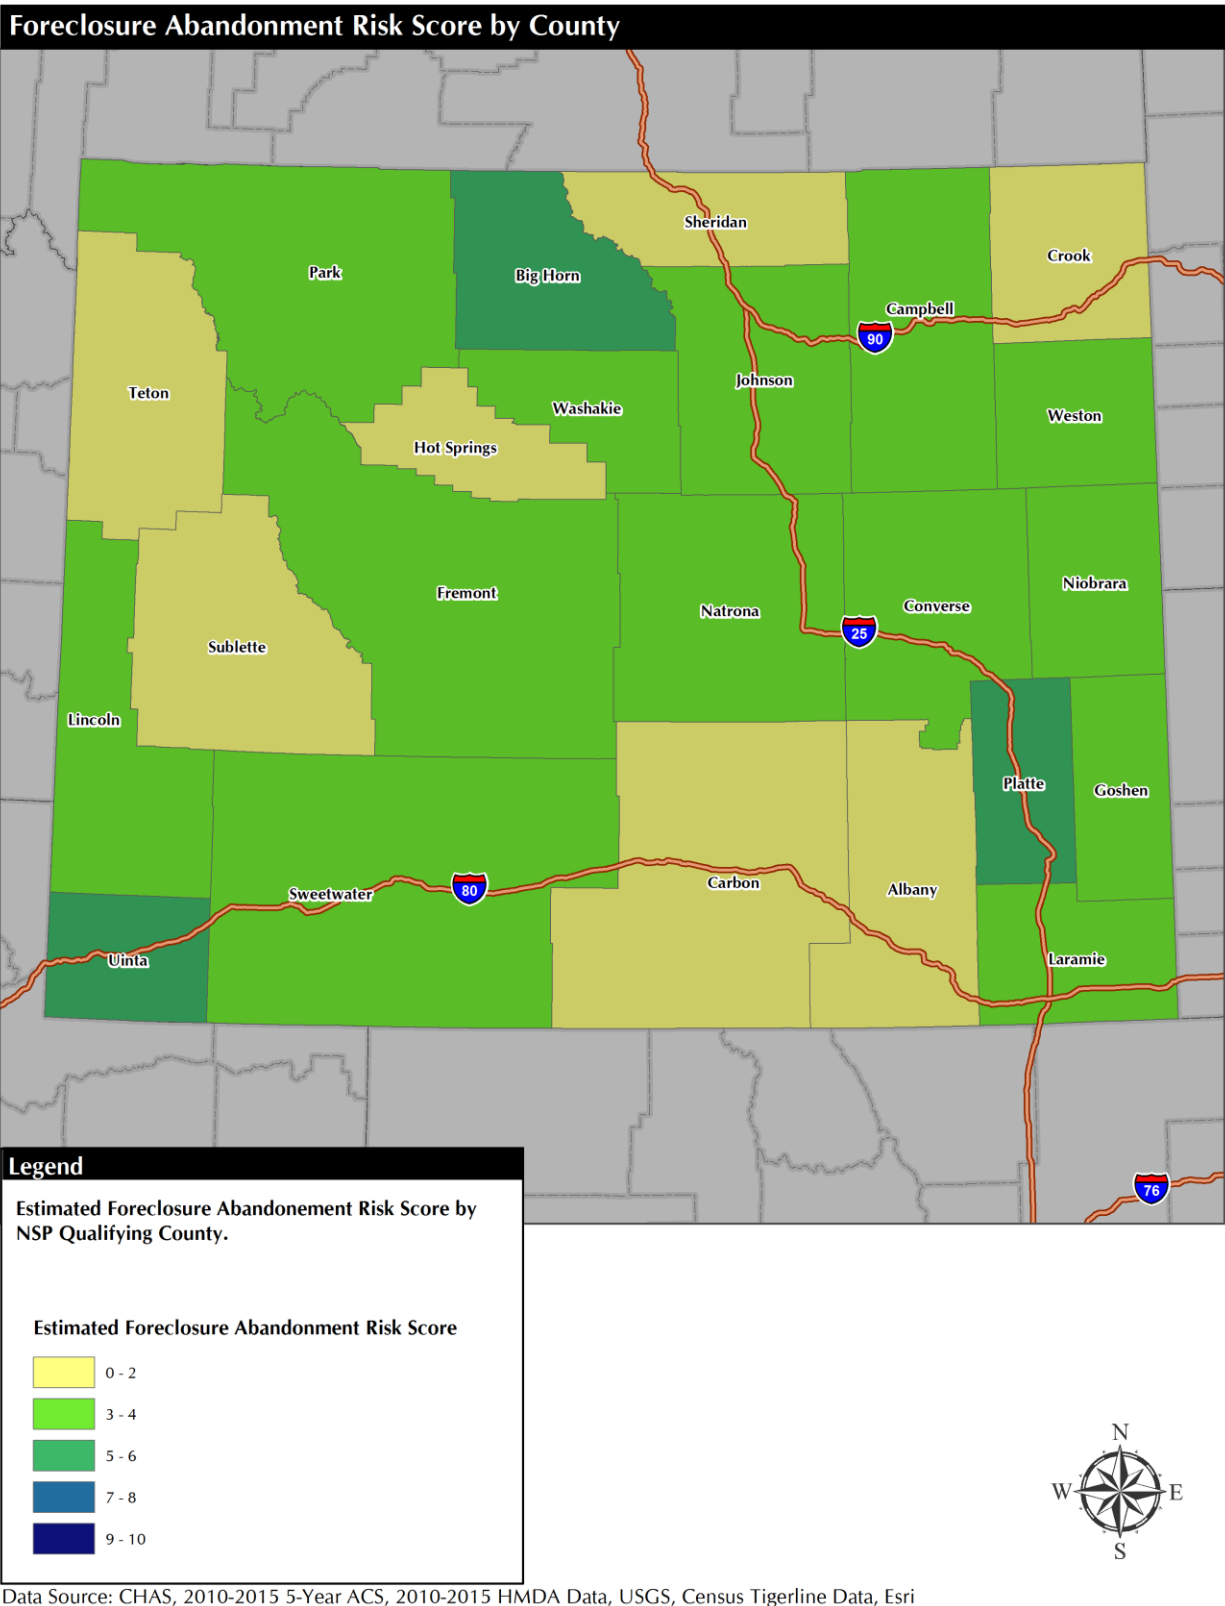 Foreclosure Abandonment Risk Score by County
Sheridan
Crook
Park
Big Horn
Campbell
90
Johnson
Teton
Washakie
Weston
Hot Springs
Niobrara
Fremont
Converse
Natrona
25
Sublette
Lincoln
Platte
Goshen
Carbon
Albany
Sweetwater
80
Uinta
Laramie
76
Legend
Estimated Foreclosure Abandonement Risk Score by
NSP Qualifying County.
Estimated Foreclosure Abandonment Risk Score
0 - 2
3 - 4
5 - 6
7 - 8
9 - 10
N
W
E
S
Data Source: CHAS, 2010-2015 5-Year ACS, 2010-2015 HMDA Data, USGS, Census Tigerline Data, Esri